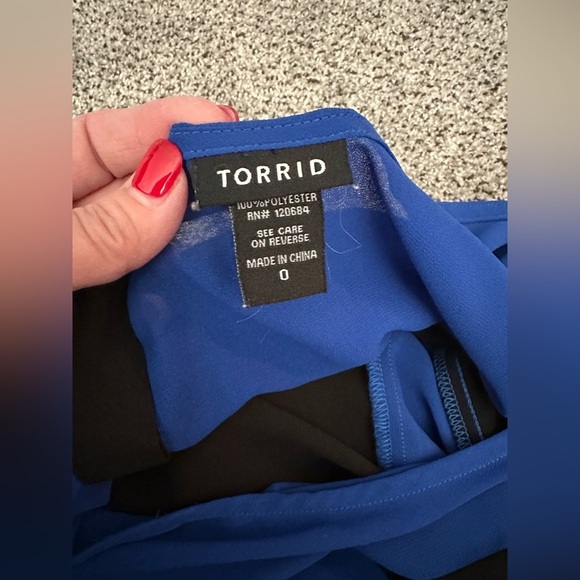 TORRID
100%POLYESTER
RN# 120684
SEE CARE
ON REVERSE
MADE IN CHINA
0